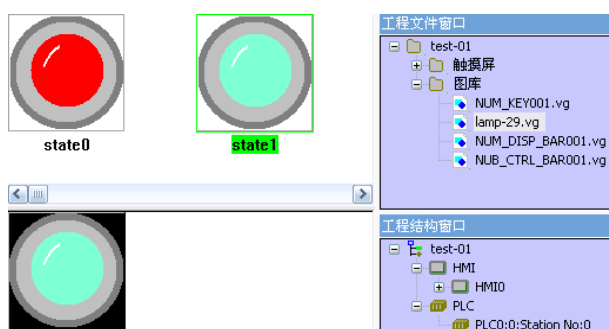 state0
state1
工程文件窗口
test-01
触摸屏
图库
NUM_KEY001.vg
lamp-29.vg
NUM_DISP_BAR001.vg
NUB_CTRL_BAR001.vg
工程结构窗口
test-01
HMI
HMI0
PLC
PLC0:0:Station No:0